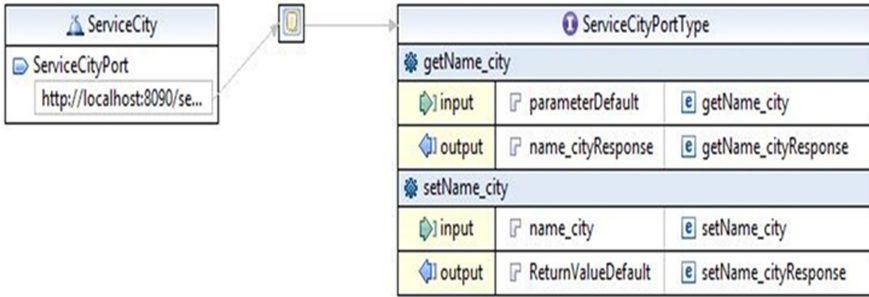 ServiceCity
ServiceCityPort
http://localhost:8090/se...
ServiceCityPortType
getName_city
input parameterDefault getName_city
output name_cityResponse getName_cityResponse
setName_city
input name_city setName_city
output ReturnValueDefault setName_cityResponse